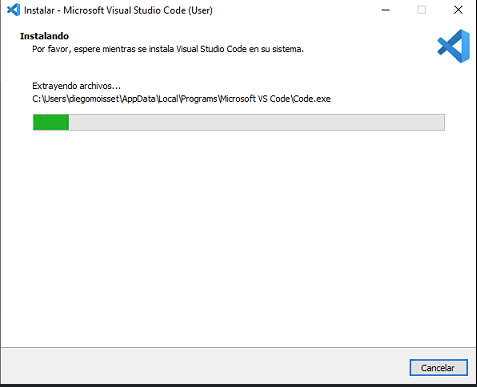 Instalar - Microsoft Visual Studio Code (User)
Instalando
Por favor, espere mientras se instala Visual Studio Code en su sistema.
Extrayendo archivos...
C:\Users\diegomoisset\AppData\Local\Programs\Microsoft VS Code\Code.exe
Cancelar